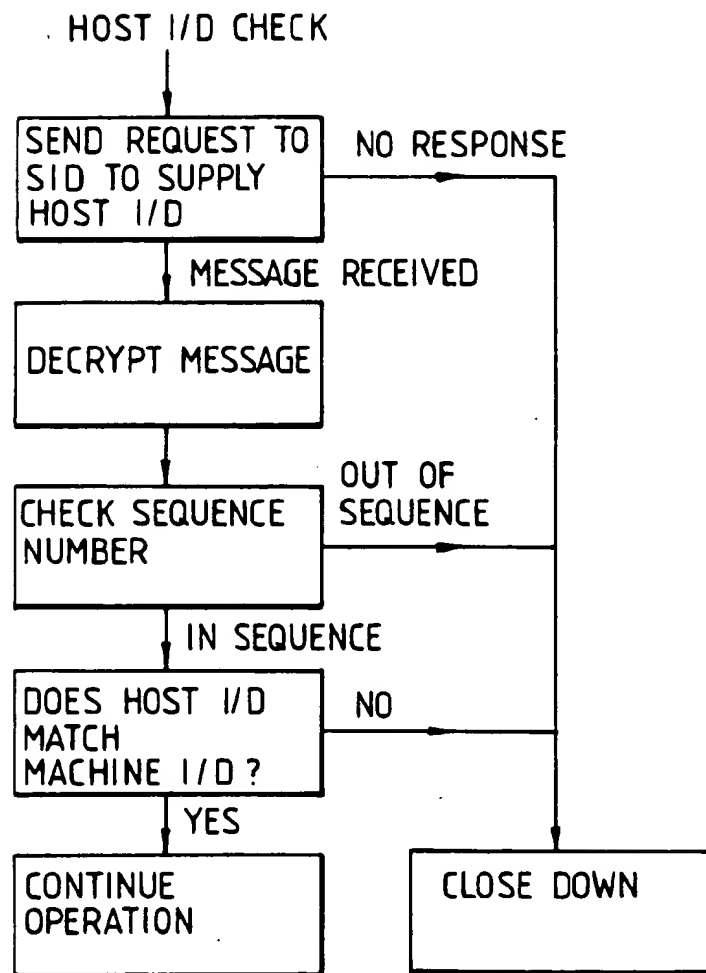 HOST I/D CHECK
SEND REQUEST TO
SID TO SUPPLY
HOST I/D
NO RESPONSE
MESSAGE RECEIVED
DECRYPT MESSAGE
CHECK SEQUENCE
NUMBER
OUT OF
SEQUENCE
IN SEQUENCE
DOES HOST I/D
MATCH
MACHINE I/D ?
NO
YES
CONTINUE
OPERATION
CLOSE DOWN